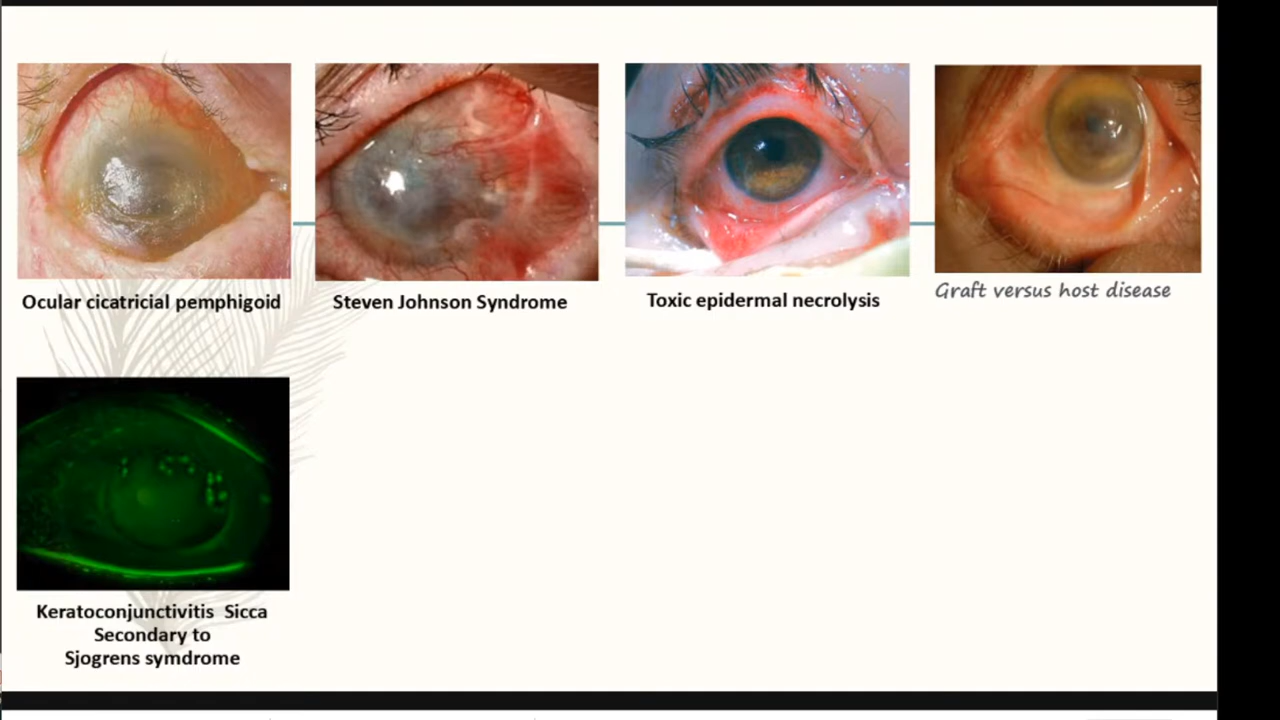 Ocular cicatricial pemphigoid
Steven Johnson Syndrome
Toxic epidermal necrolysis
Graft versus host disease
Keratoconjunctivitis Sicca
Secondary to
Sjogrens symdrome